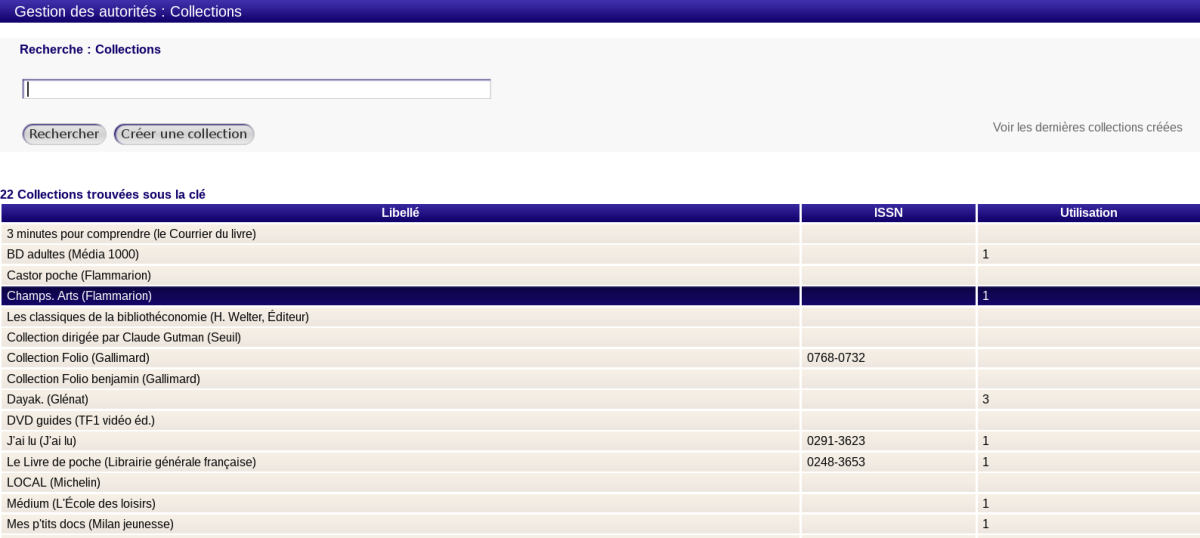 Gestion des autorités : Collections
Recherche : Collections
Rechercher Créer une collection Voir les dernières collections créées
22 Collections trouvées sous la clé
Libellé ISSN Utilisation
3 minutes pour comprendre (le Courrier du livre)
BD adultes (Média 1000) 1
Castor poche (Flammarion)
Champs. Arts (Flammarion) 1
Les classiques de la bibliothéconomie (H. Welter, Éditeur)
Collection dirigée par Claude Gutman (Seuil)
Collection Folio (Gallimard) 0768-0732
Collection Folio benjamin (Gallimard)
Dayak. (Glénat) 3
DVD guides (TF1 vidéo éd.)
J'ai lu (J'ai lu) 0291-3623 1
Le Livre de poche (Librairie générale française) 0248-3653 1
LOCAL (Michelin)
Médium (L'École des loisirs) 1
Mes p'tits docs (Milan jeunesse) 1